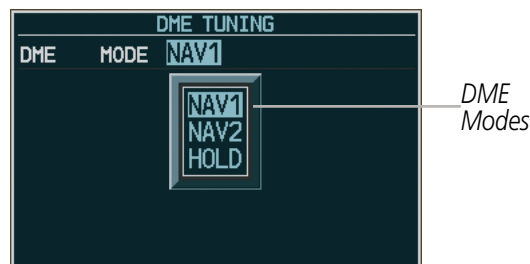 DME TUNING
DME MODE NAV1
NAV1
NAV2
HOLD
DME
Modes